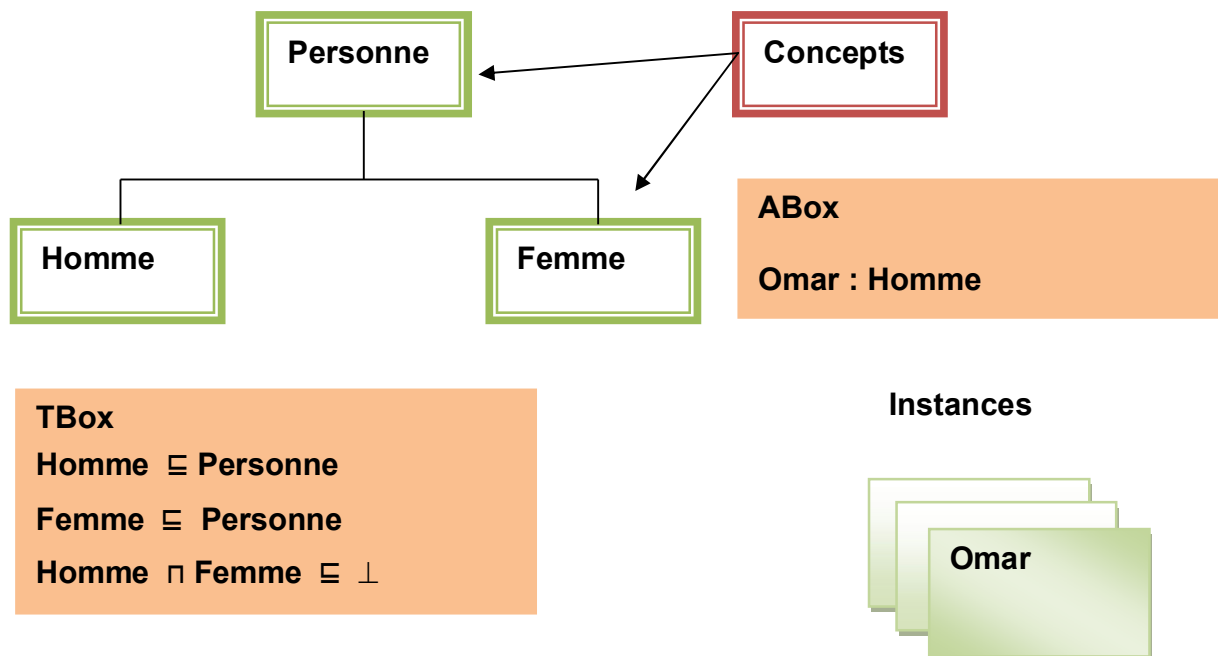 Personne
Concepts
Homme
Femme
ABox
Omar : Homme
TBox
Homme ⊑ Personne
Femme ⊑ Personne
Homme ⊓ Femme ⊑ ⊥
Instances
Omar